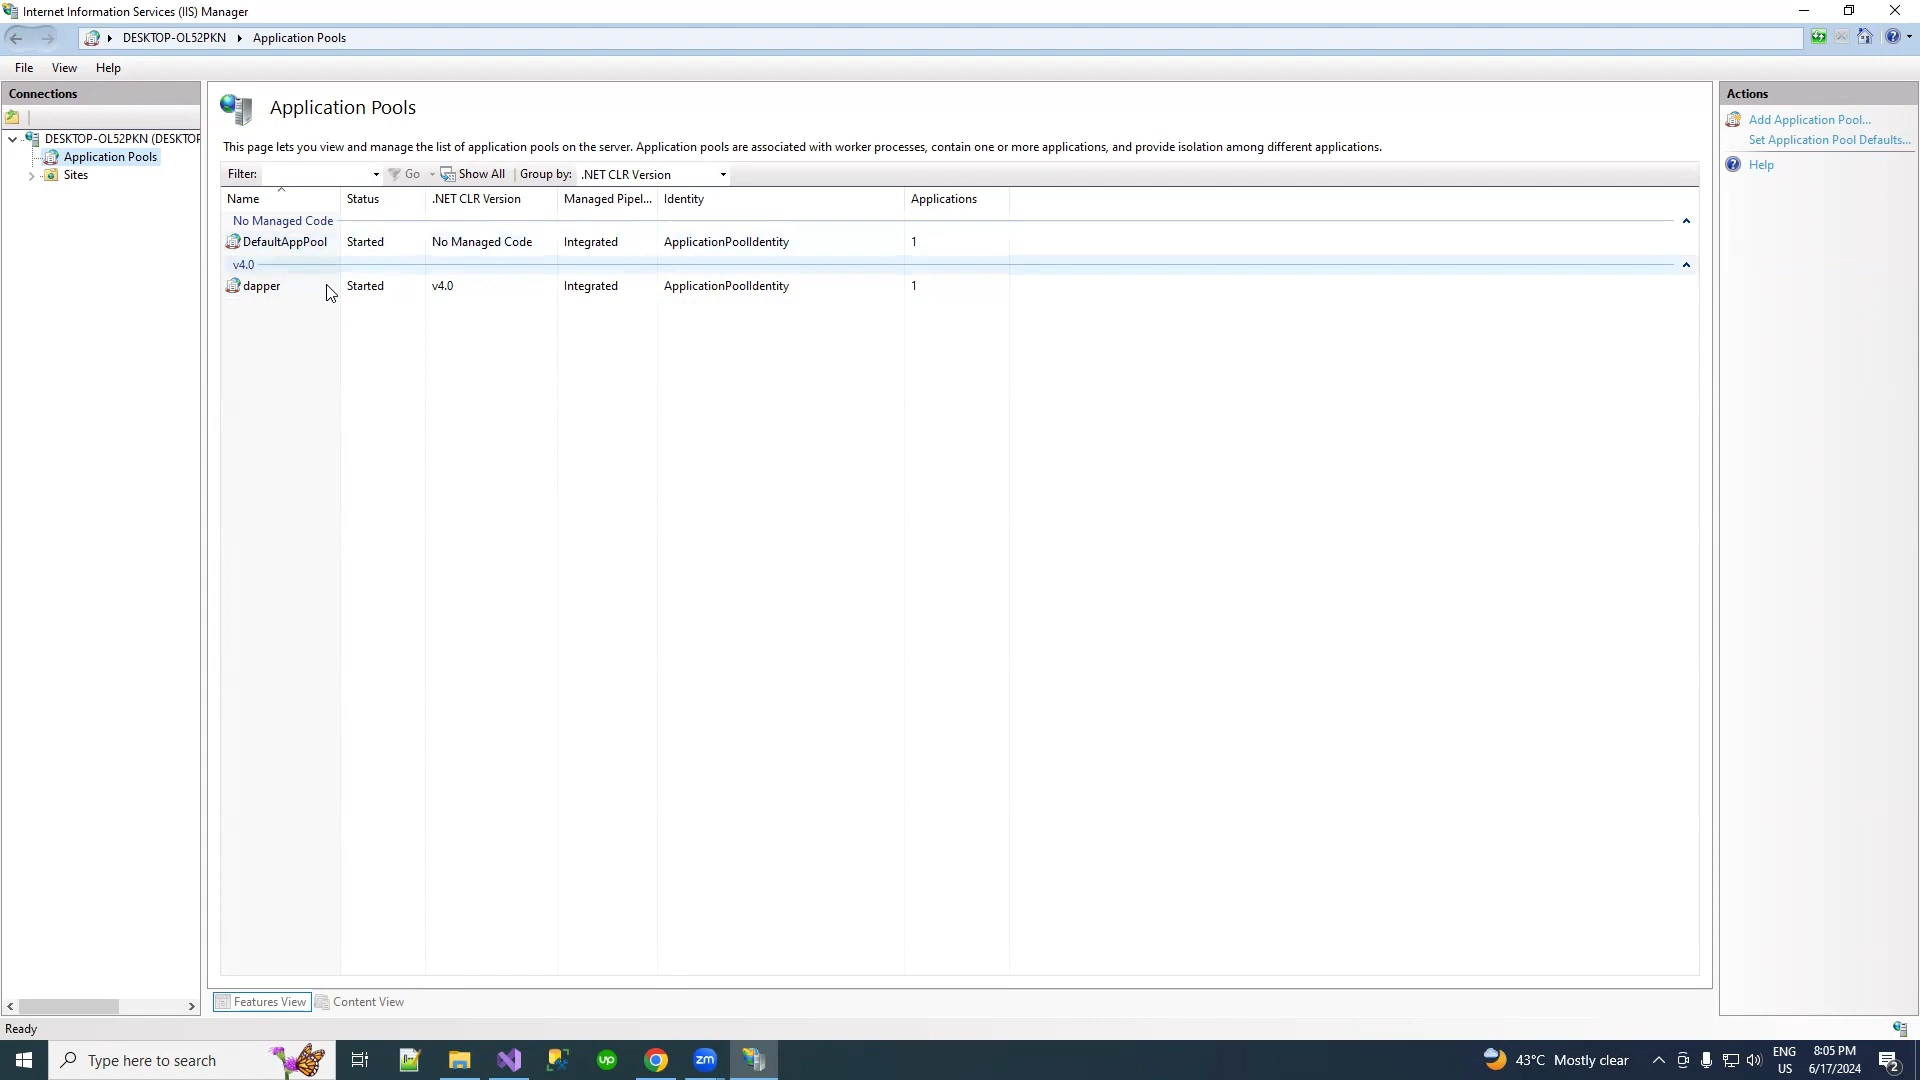 Internet Information Services (IIS) Manager
DESKTOP-OL52PKN
Application Pools
File View Help
Connections
DESKTOP-OL52PKN (DESKTOP
Application Pools
Sites
Application Pools
This page lets you view and manage the list of application pools on the server. Application pools are associated with worker processes, contain one or more applications, and provide isolation among different applications.
Filter: Go Show All Group by: .NET CLR Version
Name Status .NET CLR Version Managed Pipel... Identity Applications
No Managed Code
DefaultAppPool Started No Managed Code Integrated ApplicationPoolIdentity 1
v4.0
dapper Started v4.0 Integrated ApplicationPoolIdentity 1
Features View Content View
Actions
Add Application Pool...
Set Application Pool Defaults...
Help
Ready
Type here to search
up
zm
43°C Mostly clear
ENG
US
8:05 PM
6/17/2024
2